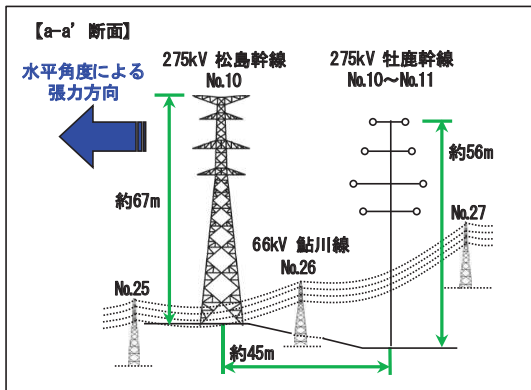 【a-a’断面】
水平角度による
張力方向
275kV 松島幹線
No.10
275kV 牡鹿幹線
No.10～No.11
約67m
約56m
66kV 鮎川線
No.26
No.27
No.25
約45m